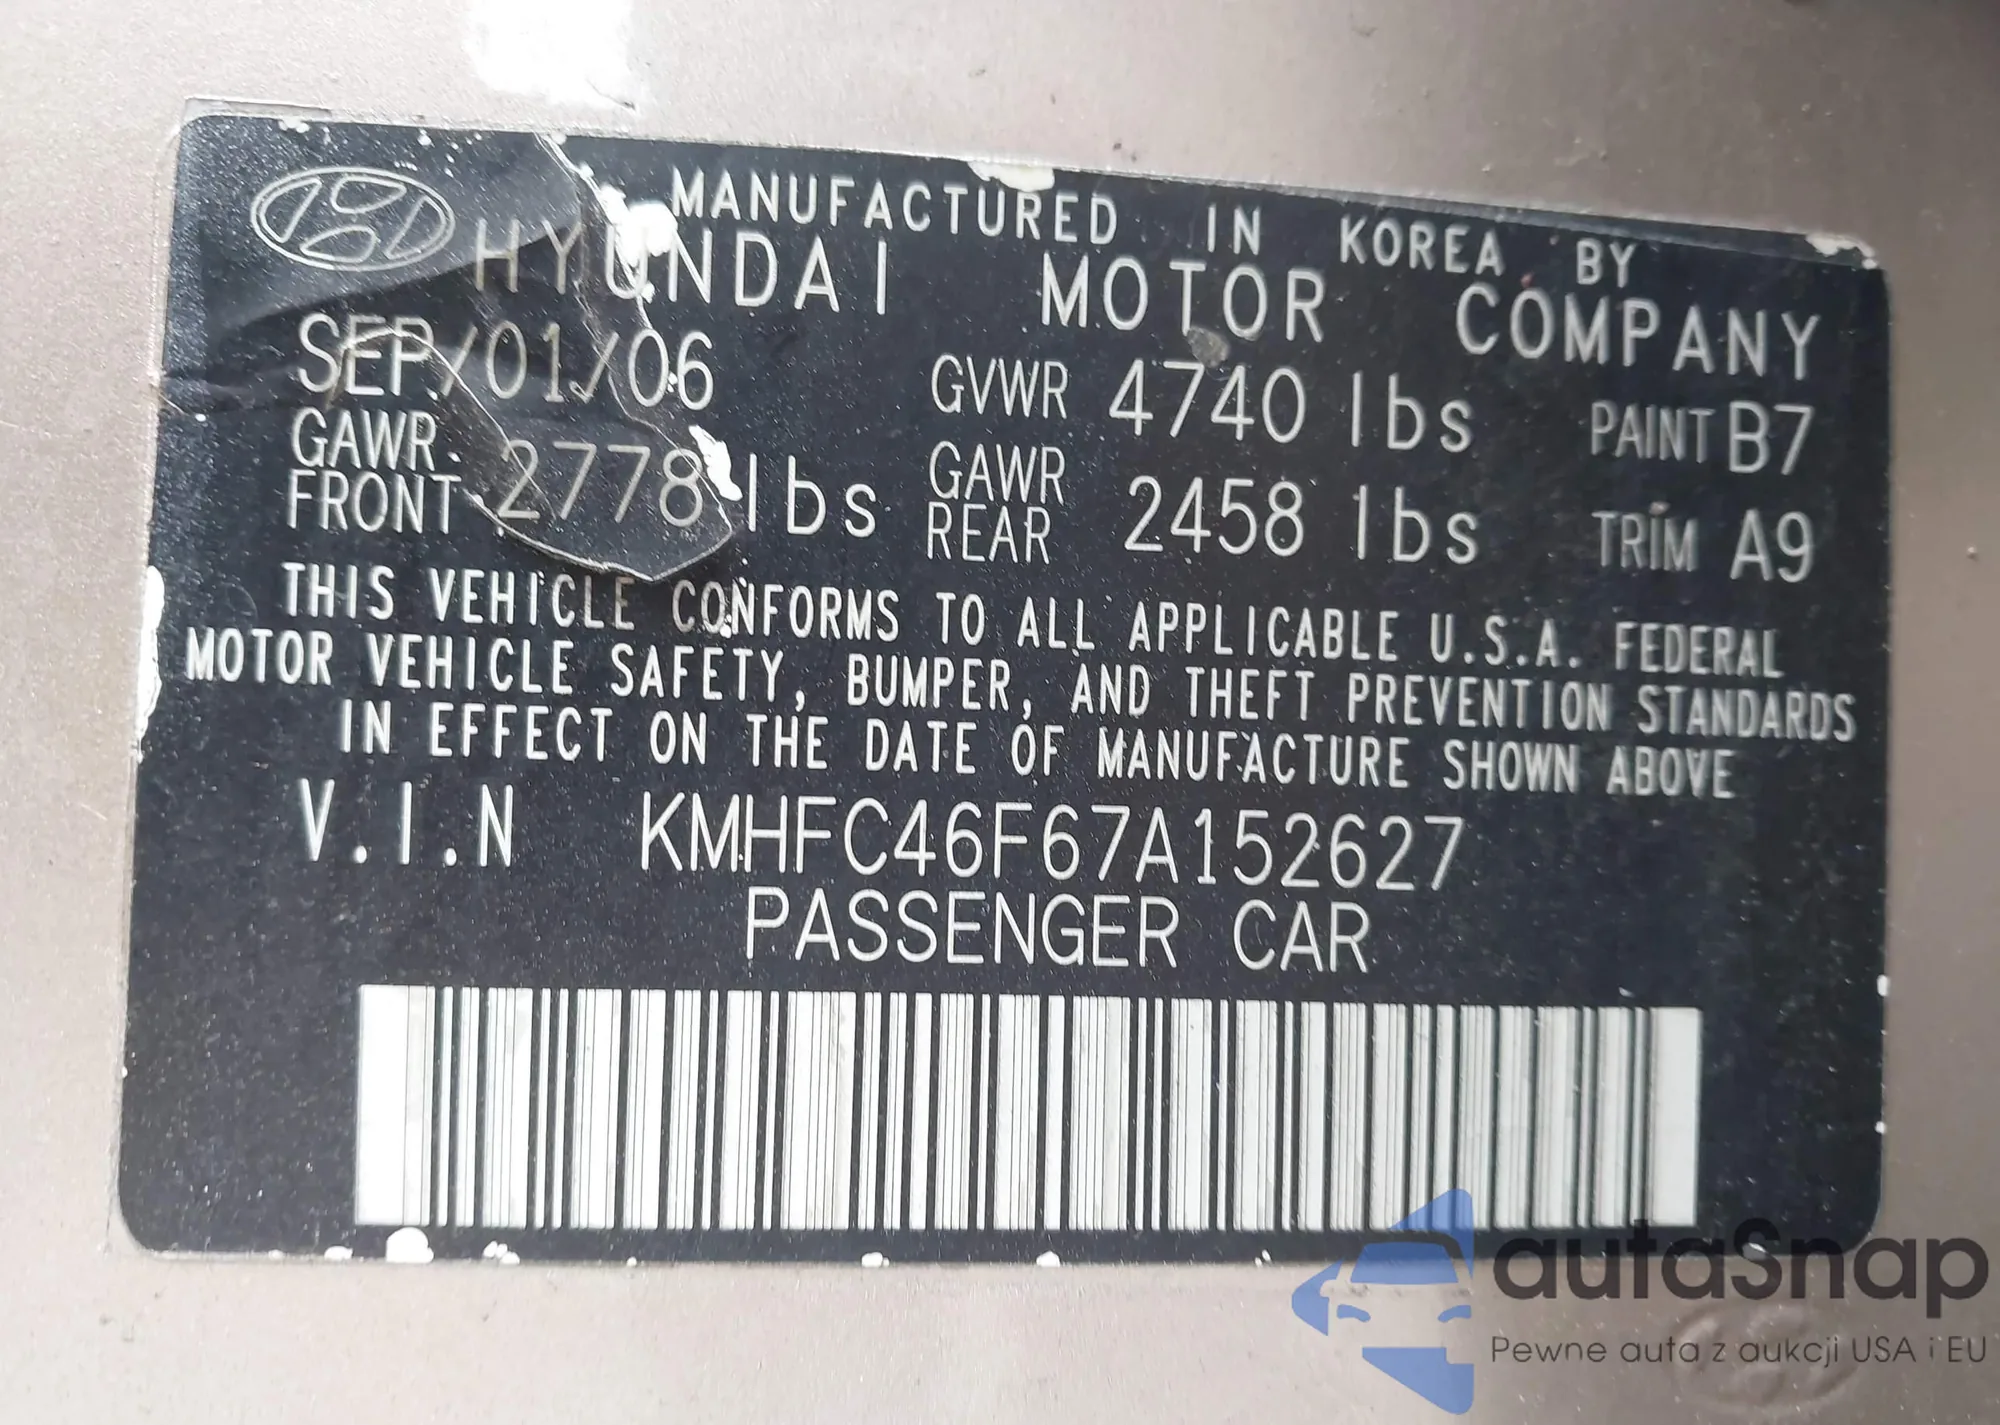 MANUFACTURED IN KOREA BY
HYUNDAI MOTOR COMPANY
SEP/01/06 GVWR 4740 lbs PAINT B7
GAWR FRONT 2778 lbs GAWR REAR 2458 lbs TRIM A9
THIS VEHICLE CONFORMS TO ALL APPLICABLE U.S.A. FEDERAL
MOTOR VEHICLE SAFETY, BUMPER, AND THEFT PREVENTION STANDARDS
IN EFFECT ON THE DATE OF MANUFACTURE SHOWN ABOVE
V.I.N KMHFC46F67A152627
PASSENGER CAR
autaSnap
Pewne auta z aukcji USA i EU